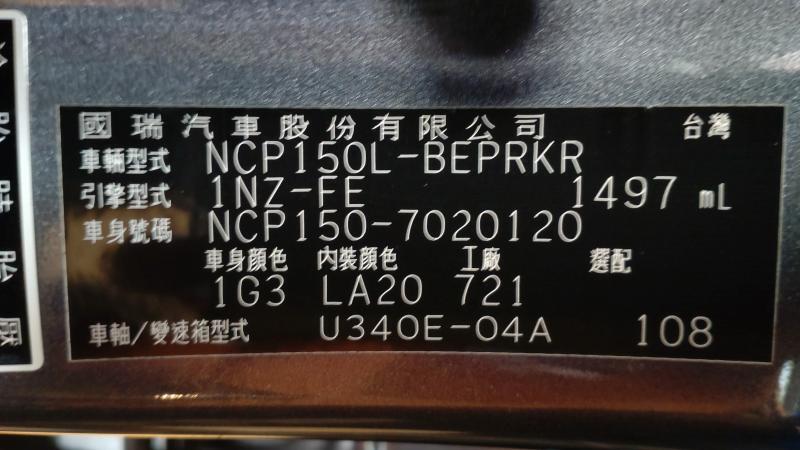 國瑞汽車股份有限公司 台灣
車輛型式 NCP150L-BEPRKR
引擎型式 1NZ-FE 1497 mL
車身號碼 NCP150-7020120
車身顏色 內裝顏色 工廠 選配
1G3 LA20 721
車軸/變速箱型式 U340E-04A 108
胎壓